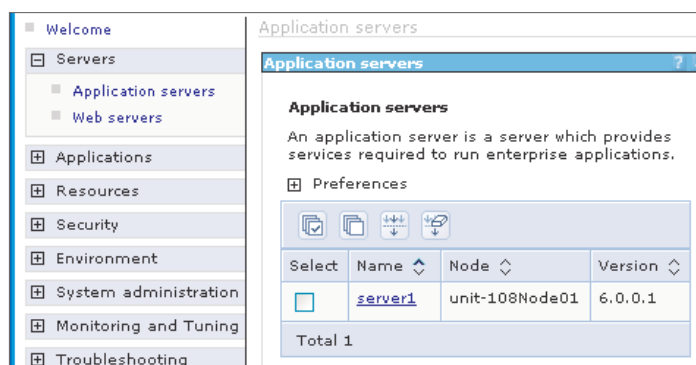 Welcome
Servers
Application servers
Web servers
Applications
Resources
Security
Environment
System administration
Monitoring and Tuning
Troubleshooting
Application servers
Application servers ?
Application servers
An application server is a server which provides
services required to run enterprise applications.
Preferences
Select Name Node Version
server1 unit-108Node01 6.0.0.1
Total 1